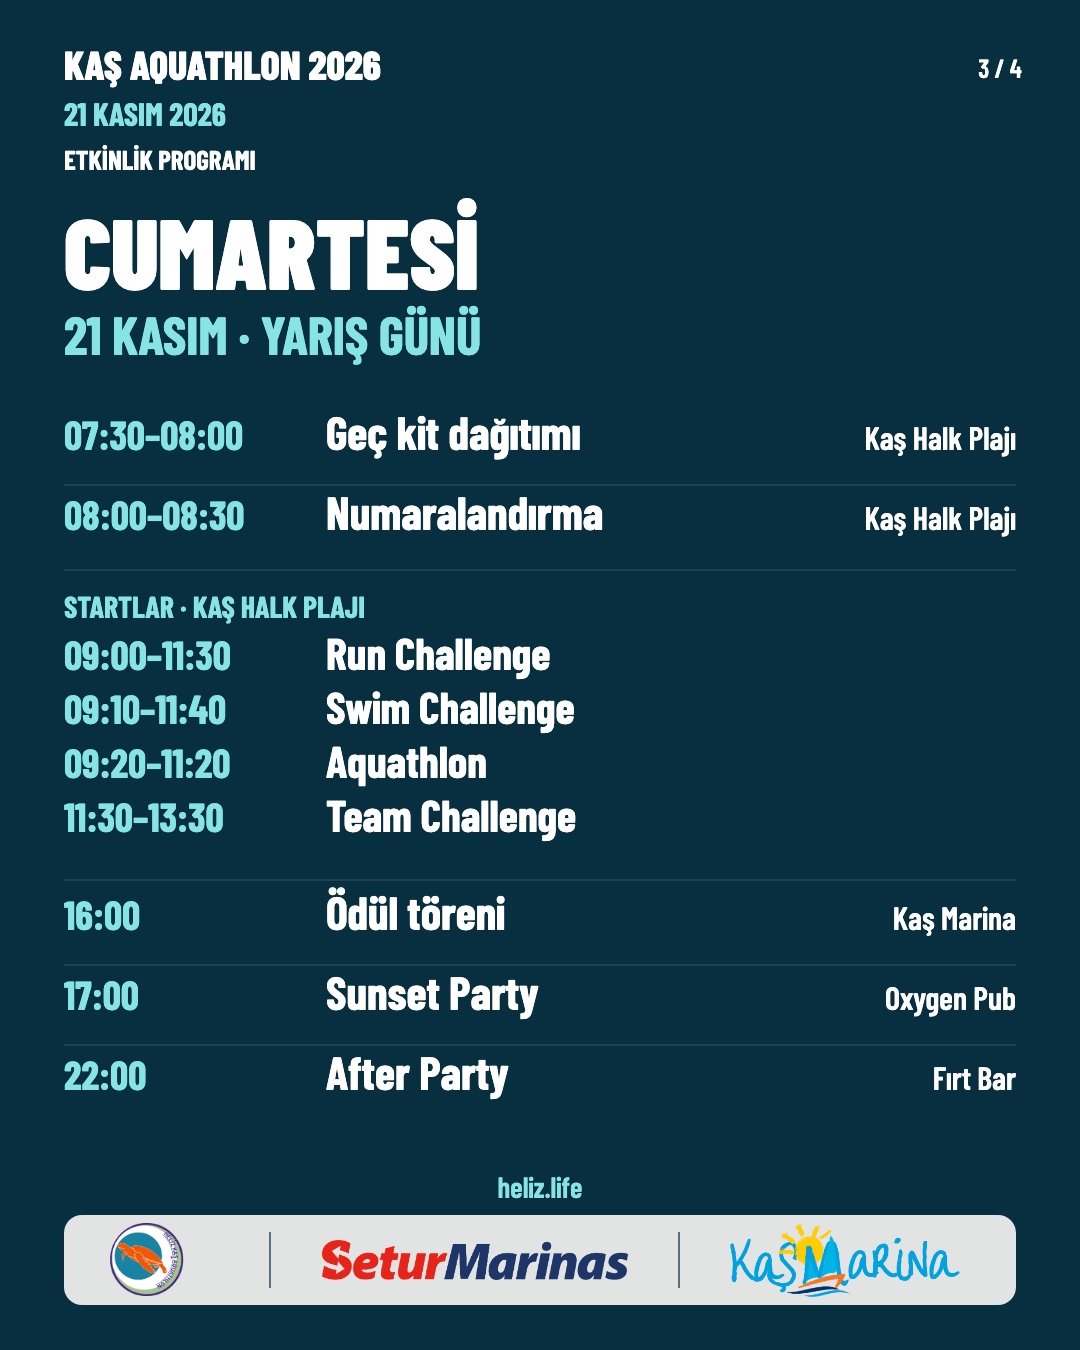 KAŞ AQUATHLON 2026
3 / 4
21 KASIM 2026
ETKİNLİK PROGRAMI
CUMARTESİ
21 KASIM · YARIŞ GÜNÜ
07:30–08:00 Geç kit dağıtımı Kaş Halk Plajı
08:00–08:30 Numaralandırma Kaş Halk Plajı
STARTLAR · KAŞ HALK PLAJI
09:00–11:30 Run Challenge
09:10–11:40 Swim Challenge
09:20–11:20 Aquathlon
11:30–13:30 Team Challenge
16:00 Ödül töreni Kaş Marina
17:00 Sunset Party Oxygen Pub
22:00 After Party Fırt Bar
heliz.life
SeturMarinas
Kaş Marina